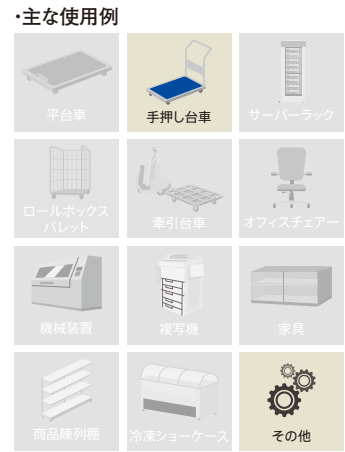 ・主な使用例
平台車
手押し台車
サーバーラック
ロールボックス
パレット
牽引台車
オフィスチェアー
機械装置
複写機
家具
商品陳列棚
冷凍ショーケース
その他